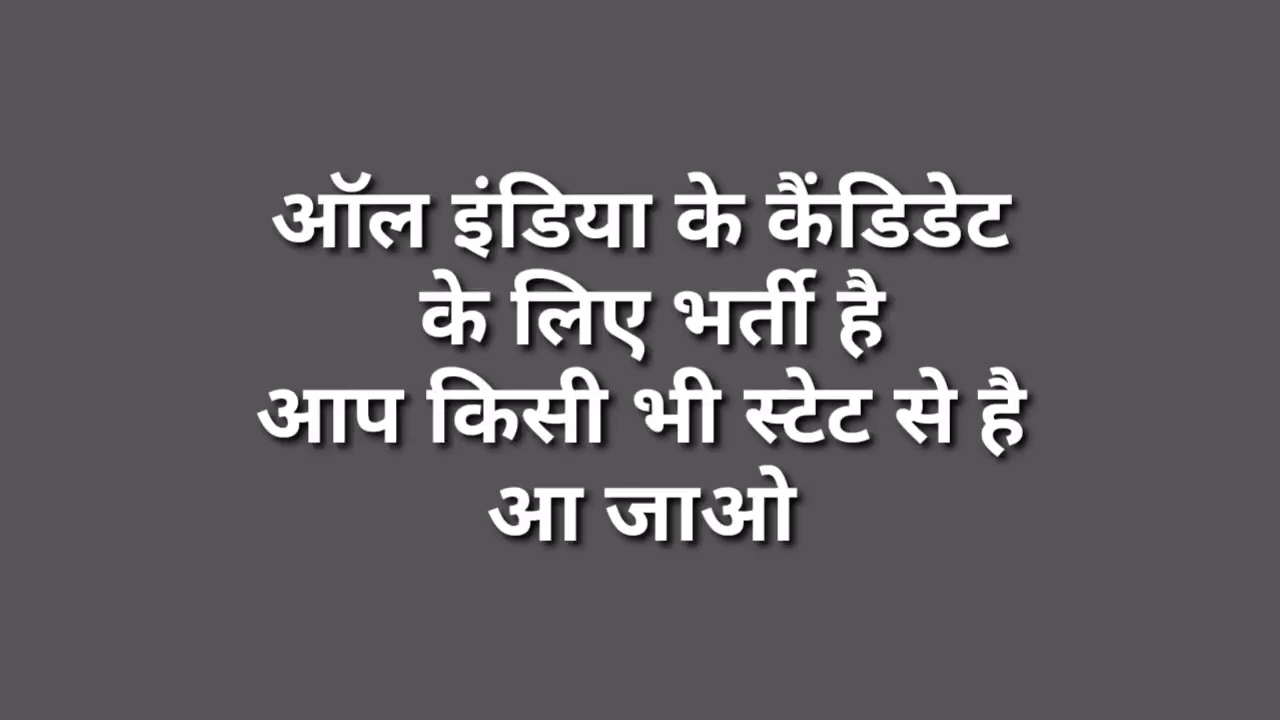 ऑल इंडिया के कैंडिडेट
के लिए भर्ती है
आप किसी भी स्टेट से है
आ जाओ